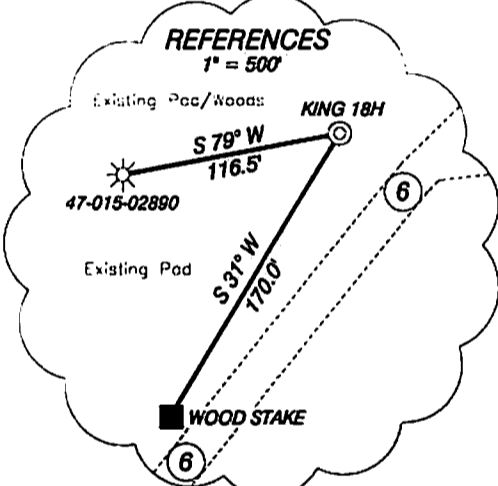 REFERENCES
1" = 500'
Existing Pad/Woods
KING 18H
S 79° W
116.5'
47-015-02890
6
Existing Pad
S 31° W
170.0'
WOOD STAKE
6